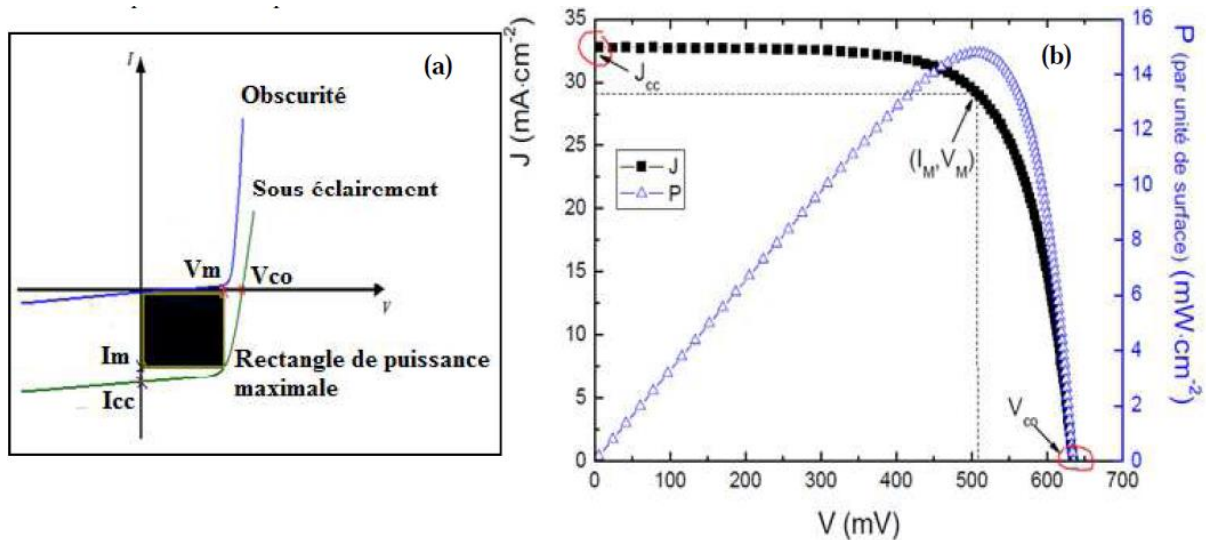 (a)
I
Obscurité
Sous éclairement
Vm
Vco
V
Im
Rectangle de puissance
maximale
Icc
(b)
J (mA·cm-2)
35
30
25
20
15
10
5
0
Jcc
(IM,VM)
J
P
Vco
0 100 200 300 400 500 600 700
V (mV)
16
14
12
10
8
6
4
2
0
P (par unité de surface) (mW·cm-2)